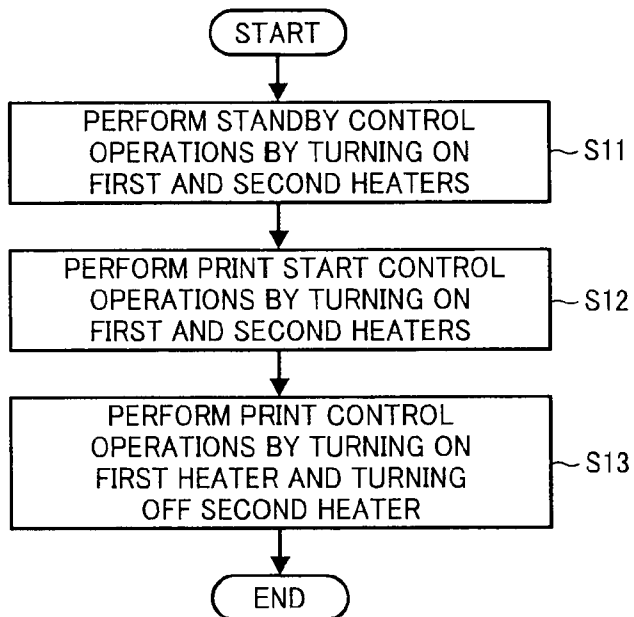 START
PERFORM STANDBY CONTROL
OPERATIONS BY TURNING ON
FIRST AND SECOND HEATERS
S11
PERFORM PRINT START CONTROL
OPERATIONS BY TURNING ON
FIRST AND SECOND HEATERS
S12
PERFORM PRINT CONTROL
OPERATIONS BY TURNING ON
FIRST HEATER AND TURNING
OFF SECOND HEATER
S13
END